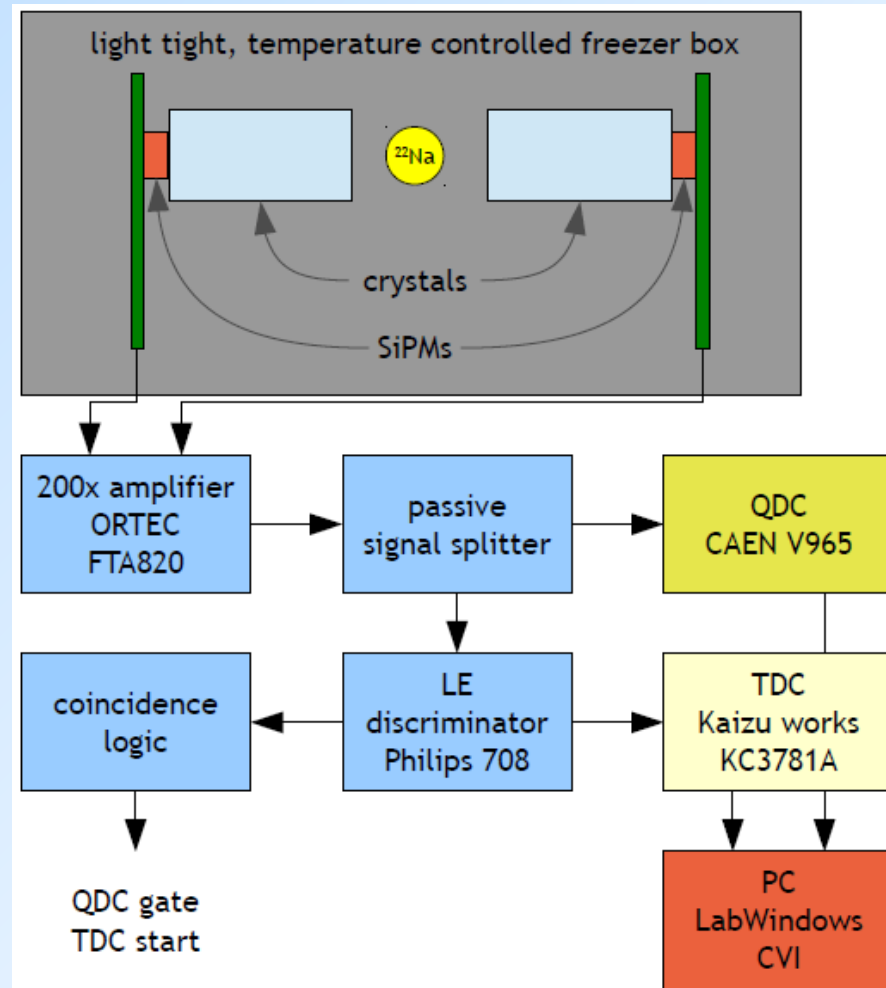 light tight, temperature controlled freezer box
²²Na
crystals
SiPMs
200x amplifier
ORTEC
FTA820
passive
signal splitter
QDC
CAEN V965
coincidence
logic
LE
discriminator
Philips 708
TDC
Kaizu works
KC3781A
QDC gate
TDC start
PC
LabWindows
CVI